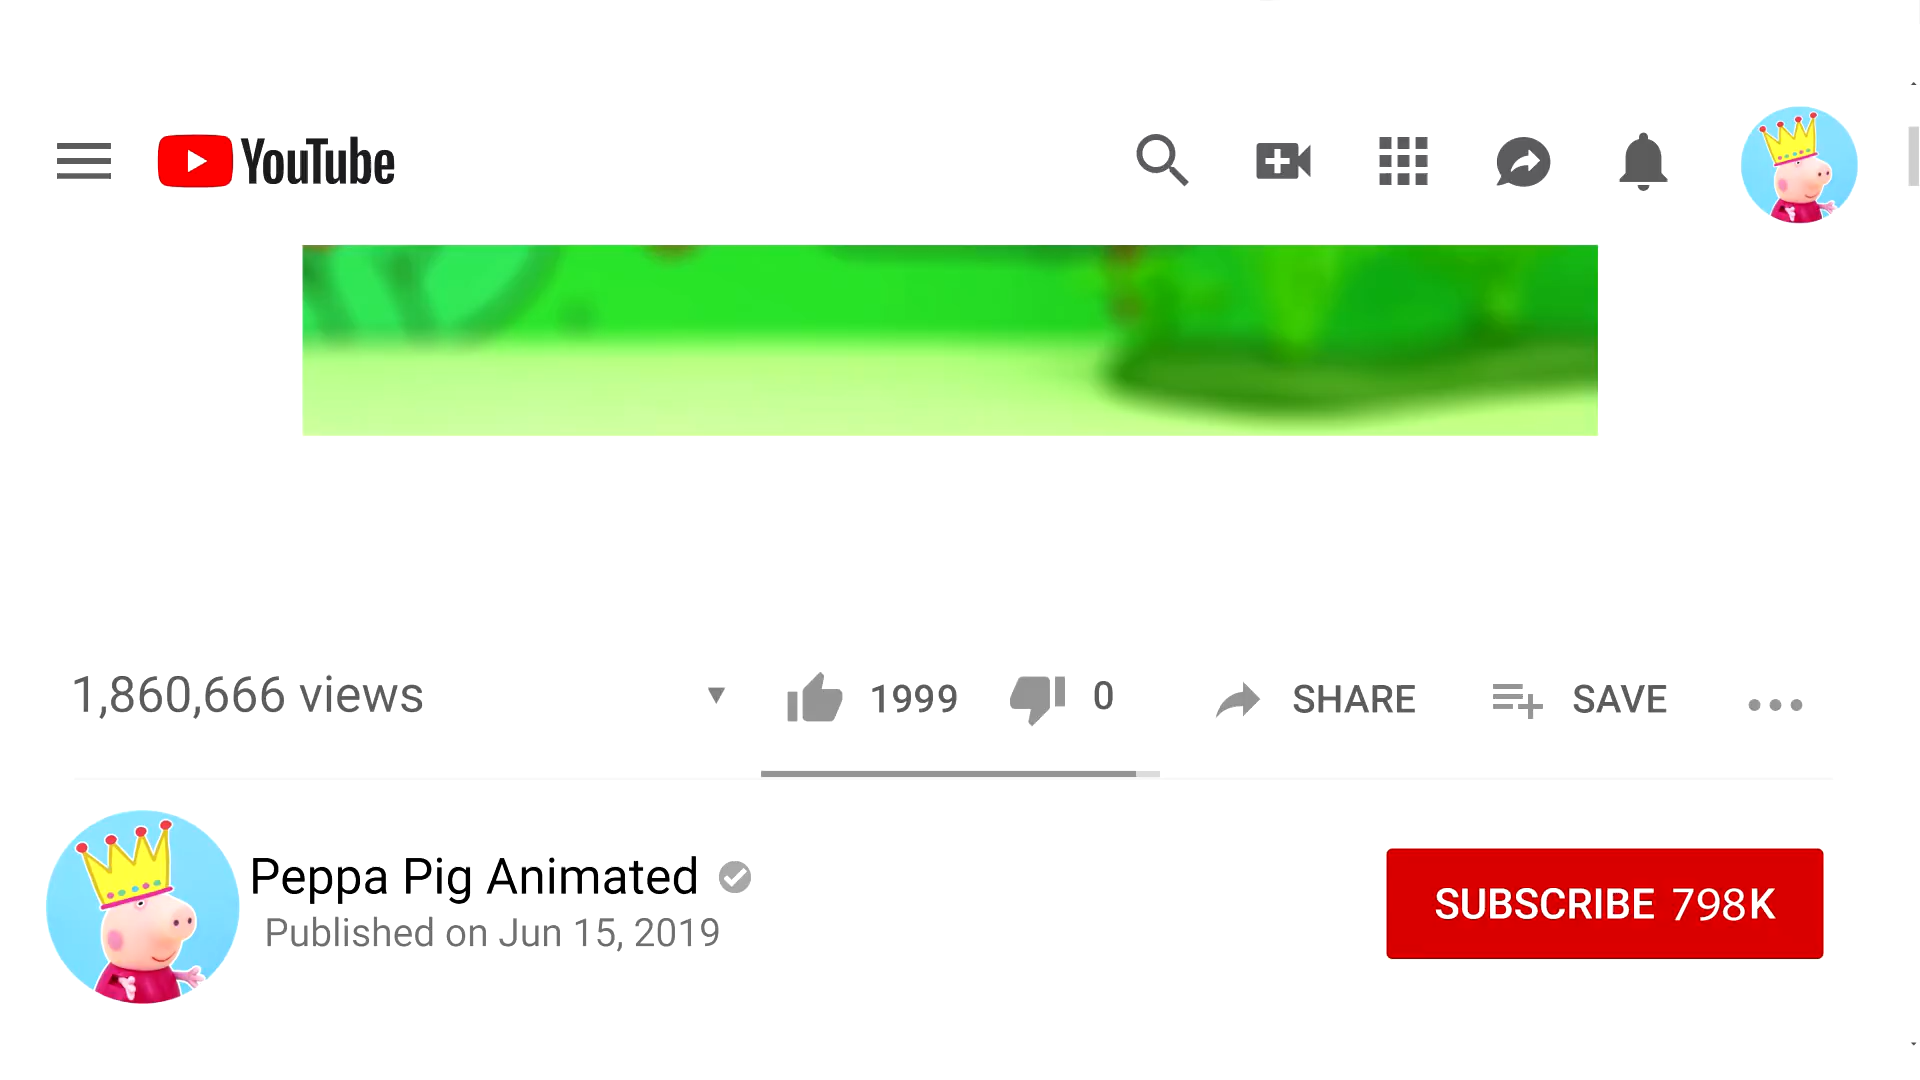 YouTube
1,860,666 views
1999
0
SHARE
SAVE
Peppa Pig Animated
Published on Jun 15, 2019
SUBSCRIBE 798K